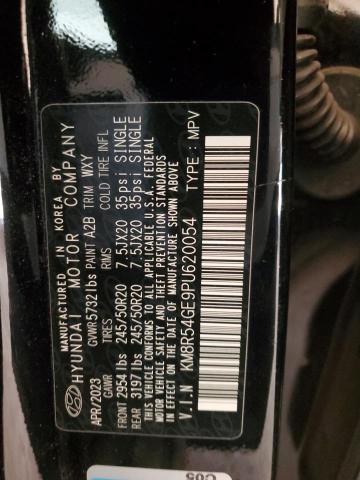 MANUFACTURED IN KOREA BY
HYUNDAI MOTOR COMPANY
GVWR 5732 lbs PAINT A2B TRIM WXY
APR/2023 GAWR TIRES RIMS COLD TIRE INFL
FRONT 2954 lbs 245/50R20 7.5JX20 35psi SINGLE
REAR 3197 lbs 245/50R20 7.5JX20 35psi SINGLE
THIS VEHICLE CONFORMS TO ALL APPLICABLE U.S.A. FEDERAL
MOTOR VEHICLE SAFETY AND THEFT PREVENTION STANDARDS
IN EFFECT ON THE DATE OF MANUFACTURE SHOWN ABOVE
V.I.N KM8R54GE9PU620054 TYPE : MPV
C05